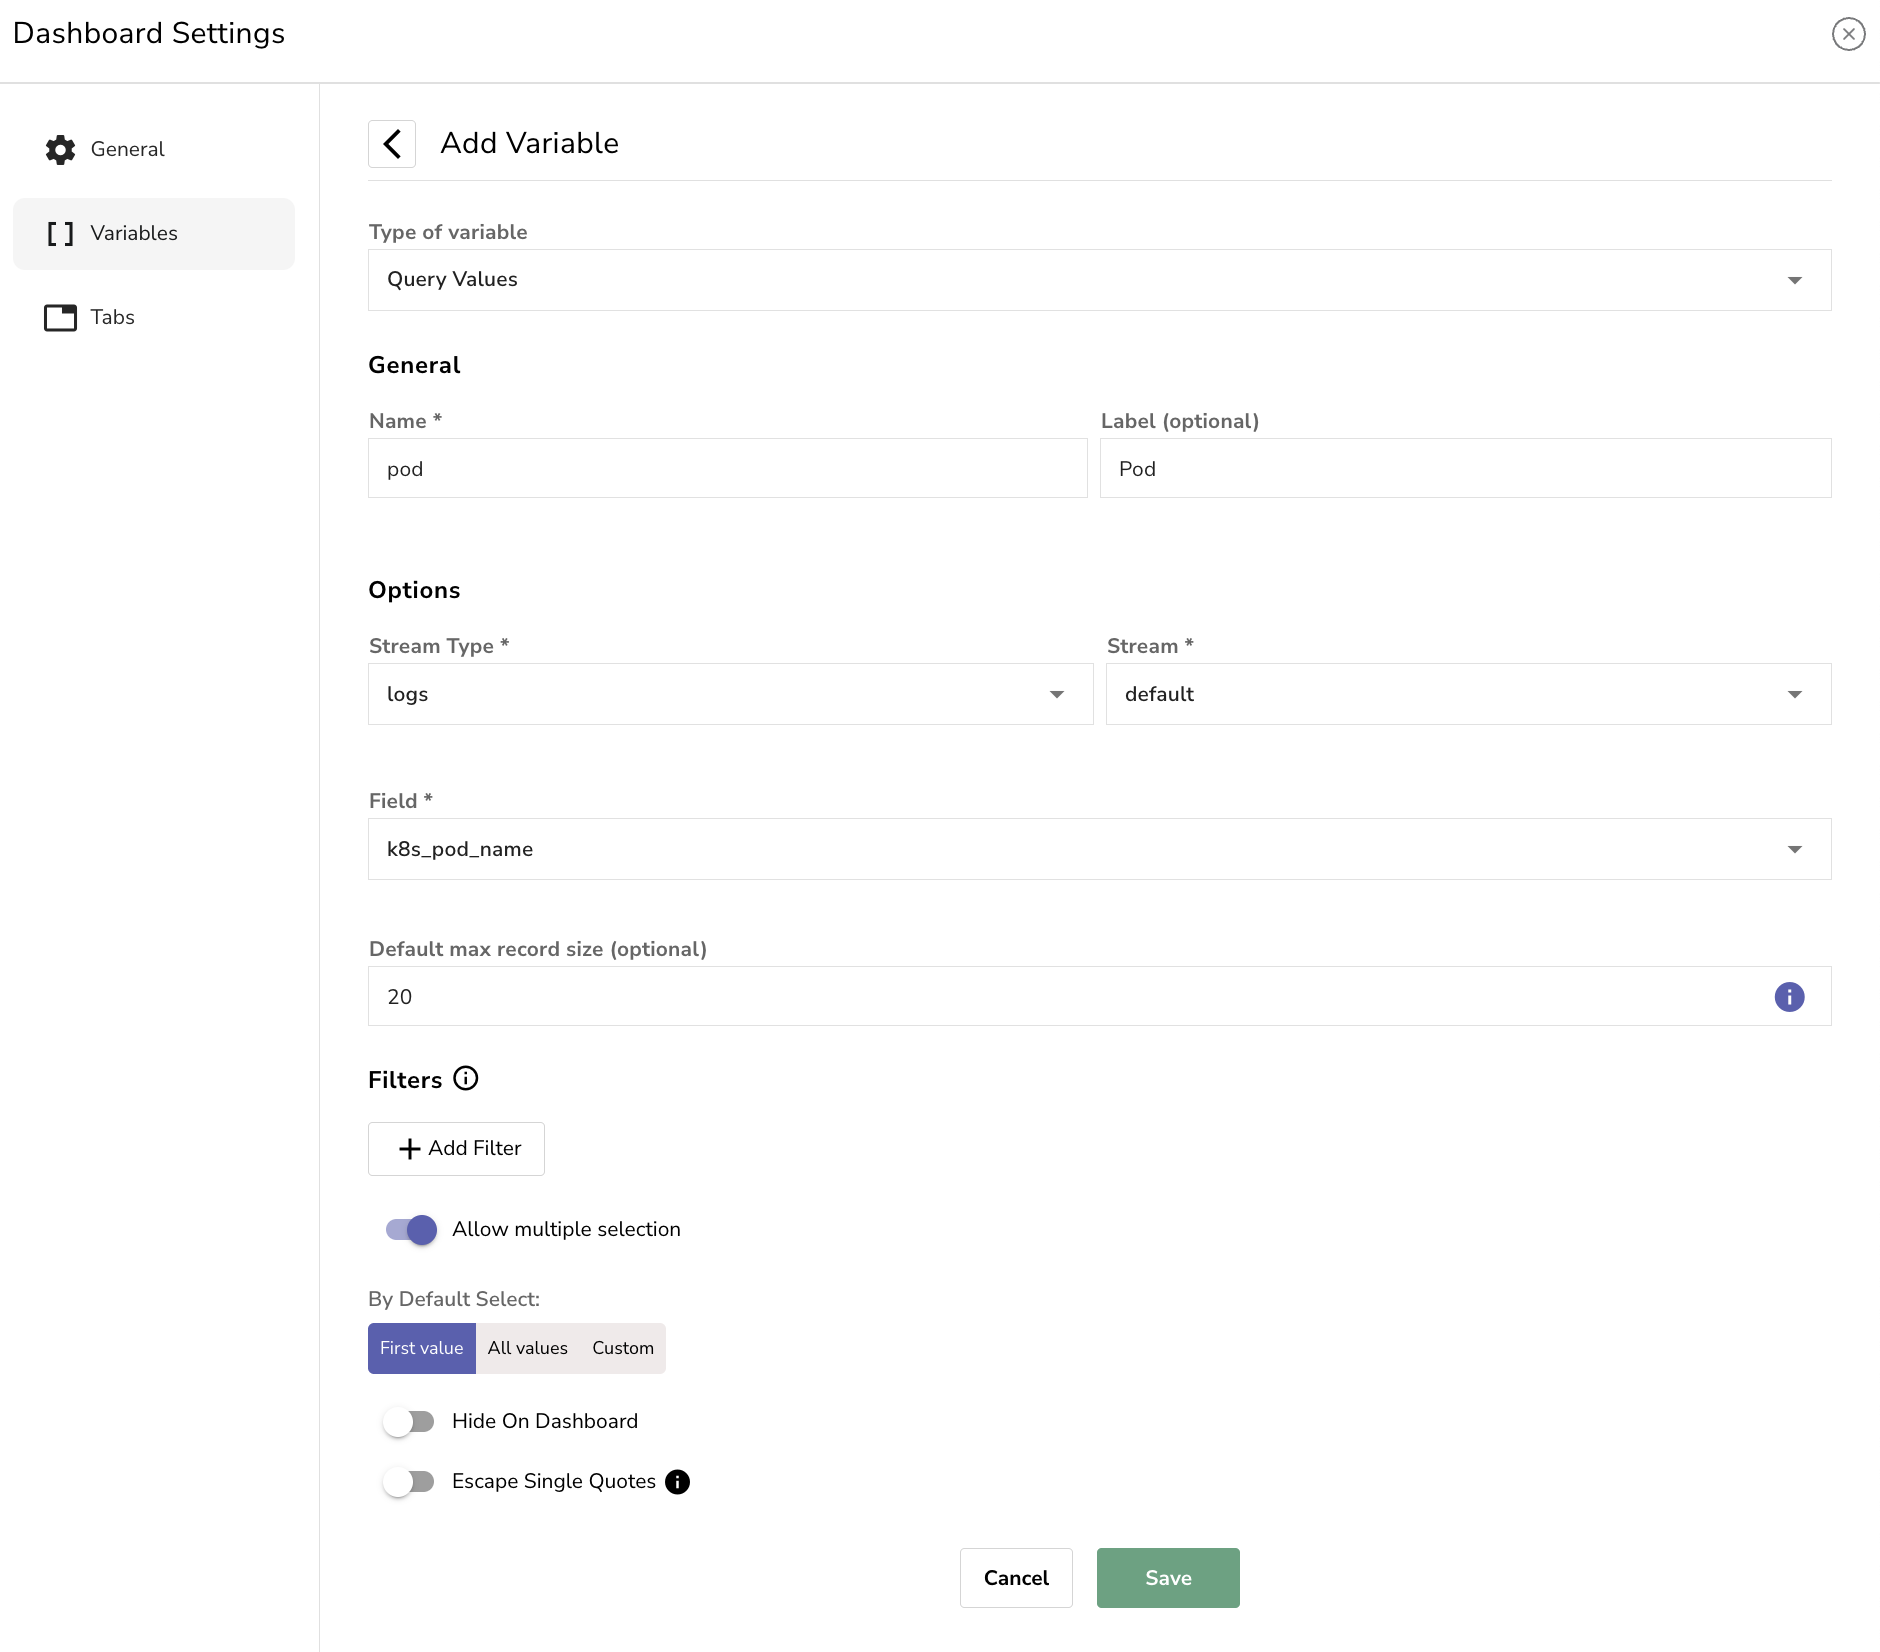 Dashboard Settings
General
Variables
Tabs
Add Variable
Type of variable
Query Values
General
Name *
Label (optional)
pod
Pod
Options
Stream Type *
Stream *
logs
default
Field *
k8s_pod_name
Default max record size (optional)
20
Filters
Add Filter
Allow multiple selection
By Default Select:
First value All values Custom
Hide On Dashboard
Escape Single Quotes
Cancel Save